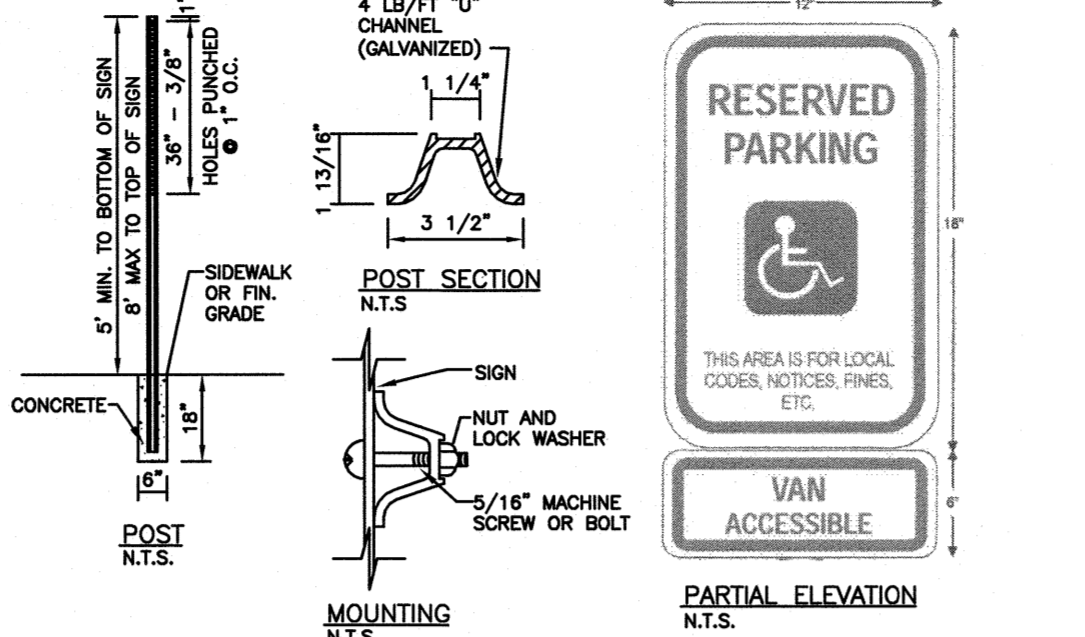 1"
5' MIN. TO BOTTOM OF SIGN
8' MAX TO TOP OF SIGN
36" - 3/8"
HOLES PUNCHED
@ 1" O.C.
SIDEWALK
OR FIN.
GRADE
CONCRETE
18"
6"
POST
N.T.S.
4 LB/FT "U"
CHANNEL
(GALVANIZED)
1 1/4"
1 13/16"
3 1/2"
POST SECTION
N.T.S
SIGN
NUT AND
LOCK WASHER
5/16" MACHINE
SCREW OR BOLT
MOUNTING
N.T.S.
12"
RESERVED
PARKING
THIS AREA IS FOR LOCAL
CODES, NOTICES, FINES,
ETC.
18"
VAN
ACCESSIBLE
6"
PARTIAL ELEVATION
N.T.S.